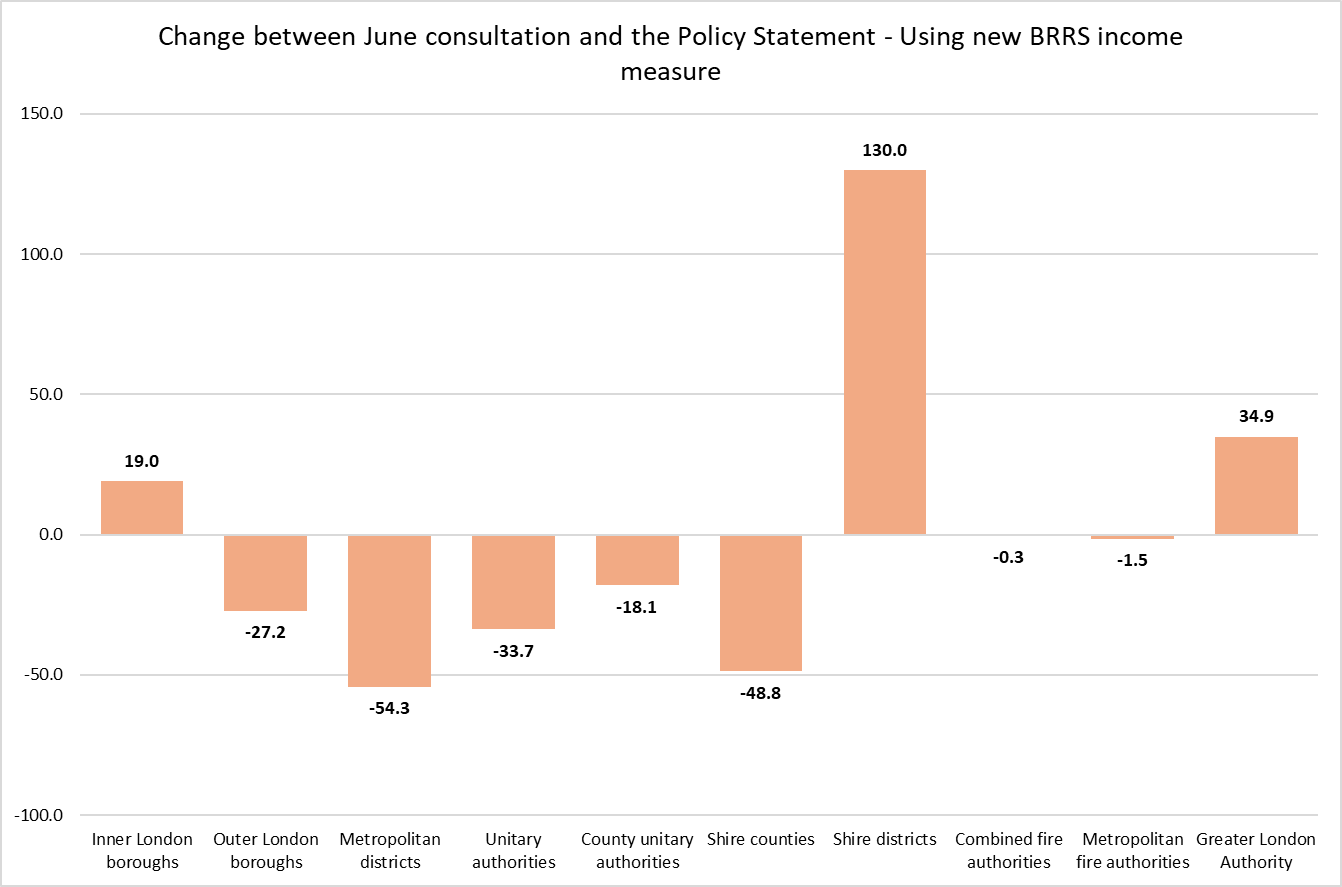 Change between June consultation and the Policy Statement - Using new BRRS income
measure
150.0
100.0
50.0
0.0
-50.0
-100.0
19.0
-27.2
-54.3
-33.7
-18.1
-48.8
130.0
-0.3
-1.5
34.9
Inner London
boroughs
Outer London
boroughs
Metropolitan
districts
Unitary
authorities
County unitary
authorities
Shire counties
Shire districts
Combined fire
authorities
Metropolitan
fire authorities
Greater London
Authority